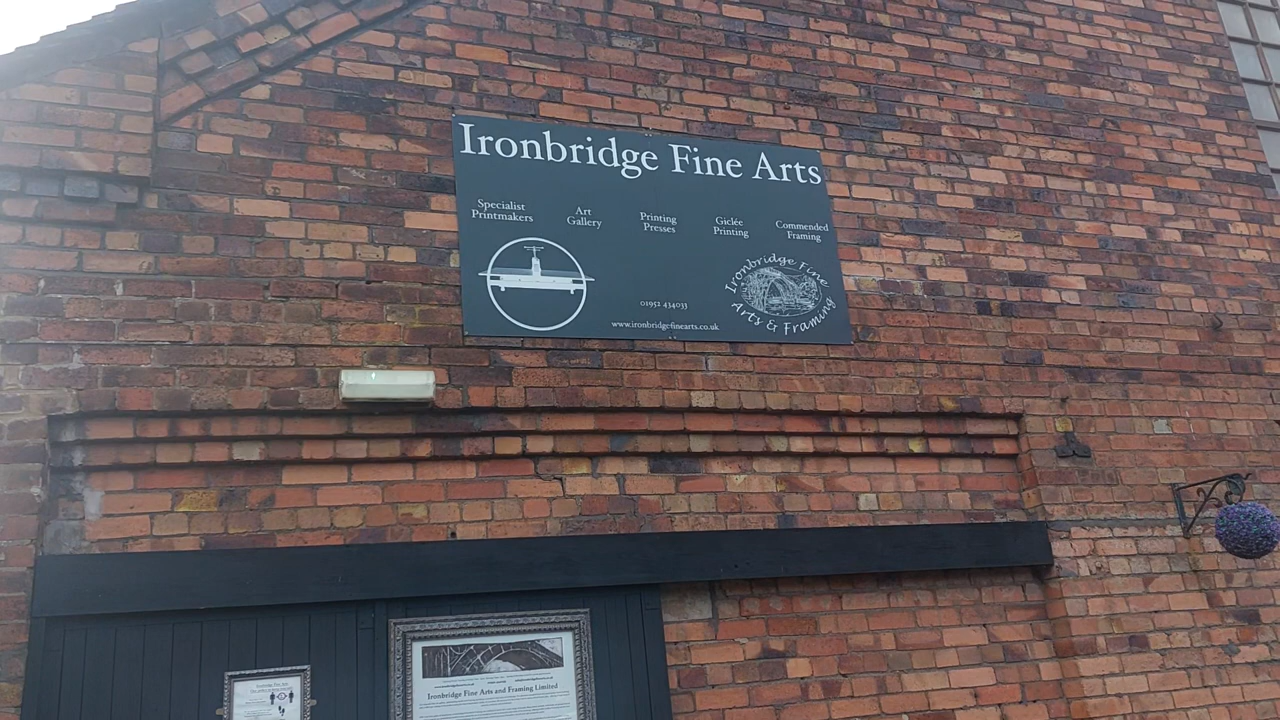 Ironbridge Fine Arts
Specialist
Printmakers
Art
Gallery
Printing
Presses
Giclée
Printing
Commended
Framing
Ironbridge Fine
Arts & Framing
01952 434033
www.ironbridgefinearts.co.uk
Ironbridge Fine Arts and Framing Limited